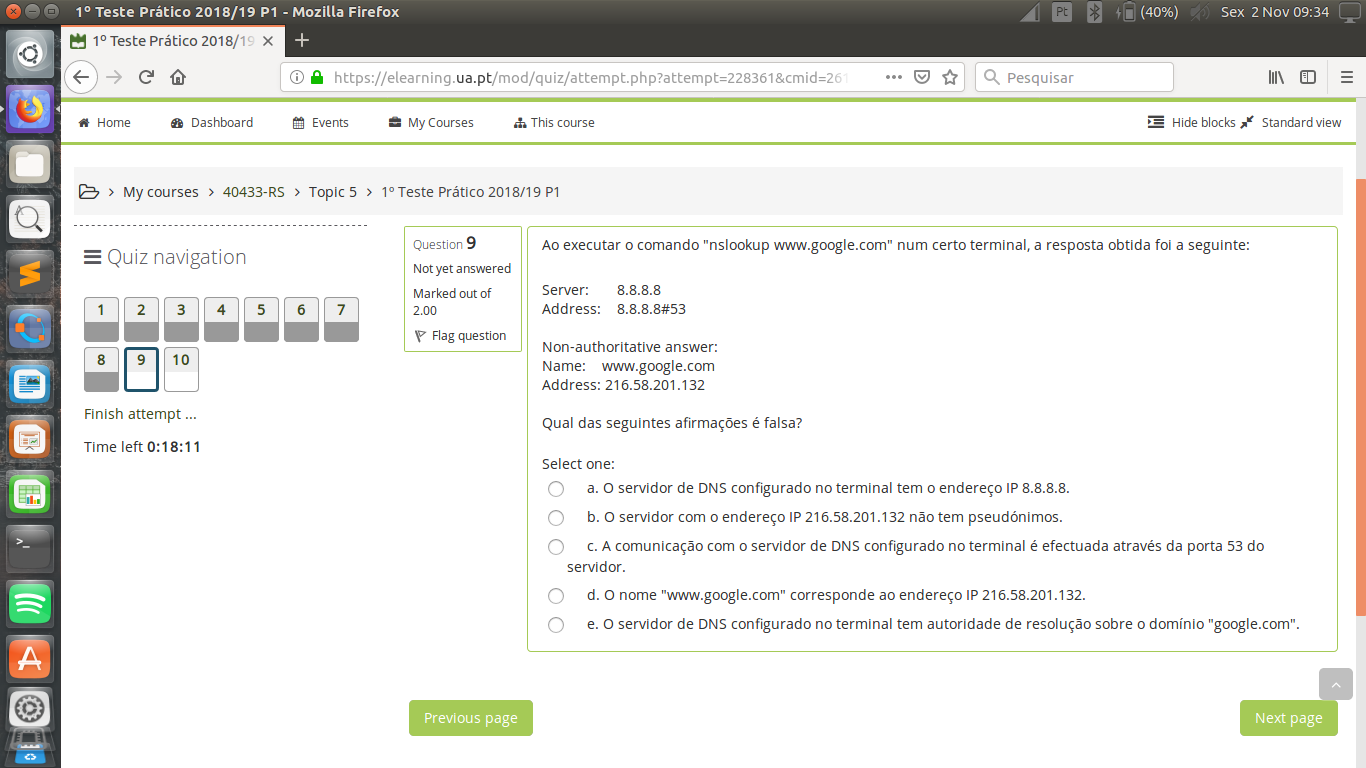 1º Teste Prático 2018/19 P1 - Mozilla Firefox
Pt (40%) Sex 2 Nov 09:34
1º Teste Prático 2018/19
https://elearning.ua.pt/mod/quiz/attempt.php?attempt=228361&cmid=261
Pesquisar
Home Dashboard Events My Courses This course Hide blocks Standard view
My courses > 40433-RS > Topic 5 > 1º Teste Prático 2018/19 P1
Quiz navigation
1 2 3 4 5 6 7
8 9 10
Finish attempt ...
Time left 0:18:11
Question 9
Not yet answered
Marked out of
2.00
Flag question
Ao executar o comando "nslookup www.google.com" num certo terminal, a resposta obtida foi a seguinte:
Server: 8.8.8.8
Address: 8.8.8.8#53
Non-authoritative answer:
Name: www.google.com
Address: 216.58.201.132
Qual das seguintes afirmações é falsa?
Select one:
a. O servidor de DNS configurado no terminal tem o endereço IP 8.8.8.8.
b. O servidor com o endereço IP 216.58.201.132 não tem pseudónimos.
c. A comunicação com o servidor de DNS configurado no terminal é efectuada através da porta 53 do
servidor.
d. O nome "www.google.com" corresponde ao endereço IP 216.58.201.132.
e. O servidor de DNS configurado no terminal tem autoridade de resolução sobre o domínio "google.com".
Previous page
Next page